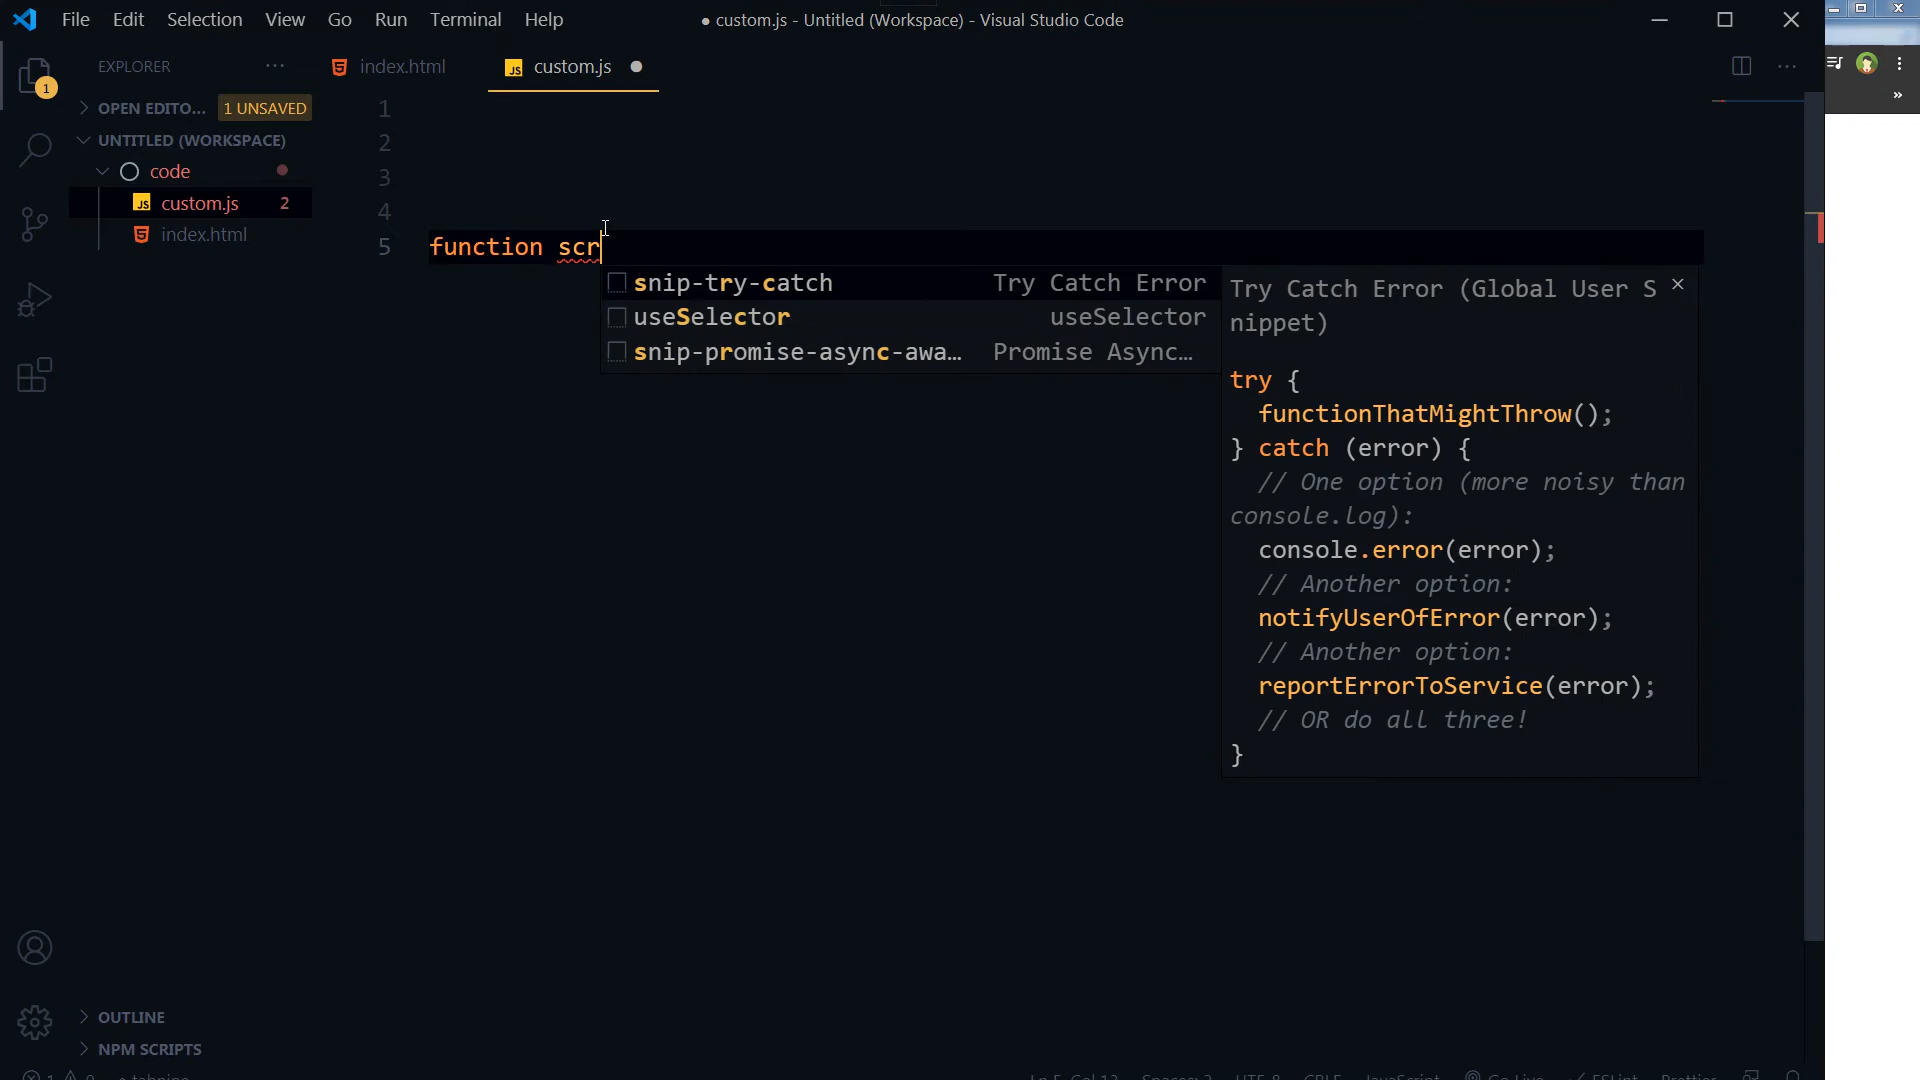 File Edit Selection View Go Run Terminal Help
● custom.js - Untitled (Workspace) - Visual Studio Code
EXPLORER
index.html
custom.js
1
OPEN EDITO... 1 UNSAVED
UNTITLED (WORKSPACE)
code
custom.js 2
index.html
1
2
3
4
5 function scr
snip-try-catch Try Catch Error
useSelector useSelector
snip-promise-async-awa… Promise Async…
Try Catch Error (Global User S
nippet)
try {
functionThatMightThrow();
} catch (error) {
// One option (more noisy than
console.log):
console.error(error);
// Another option:
notifyUserOfError(error);
// Another option:
reportErrorToService(error);
// OR do all three!
}
OUTLINE
NPM SCRIPTS